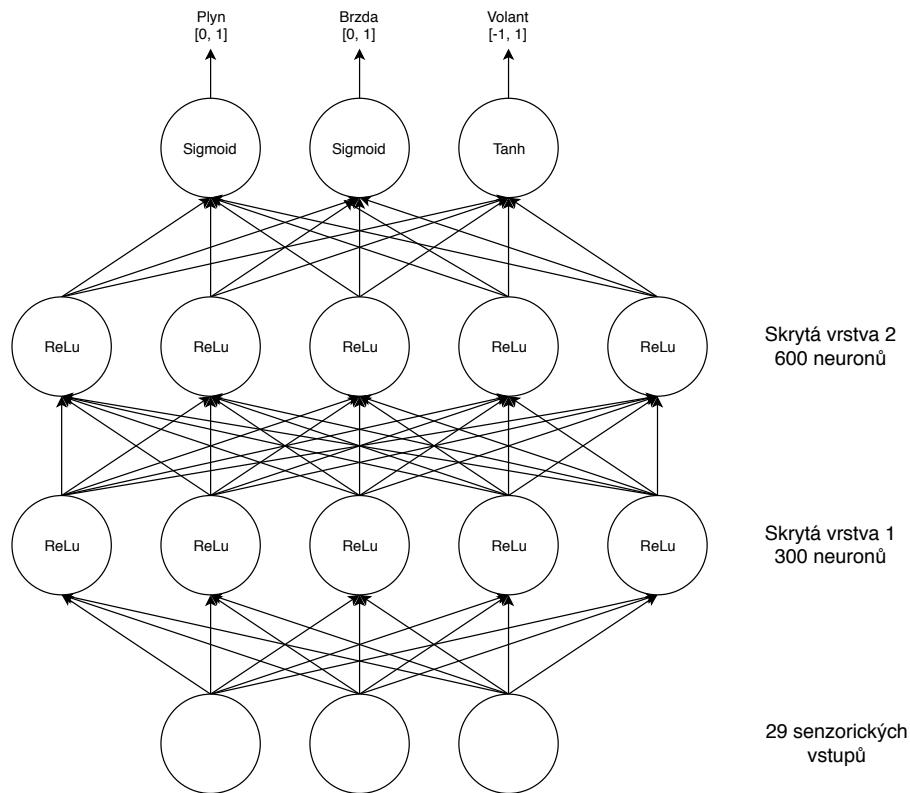 Plyn
[0, 1]
Brzda
[0, 1]
Volant
[-1, 1]
Sigmoid
Sigmoid
Tanh
ReLu
ReLu
ReLu
ReLu
ReLu
Skrytá vrstva 2
600 neuronů
ReLu
ReLu
ReLu
ReLu
ReLu
Skrytá vrstva 1
300 neuronů
29 senzorických
vstupů